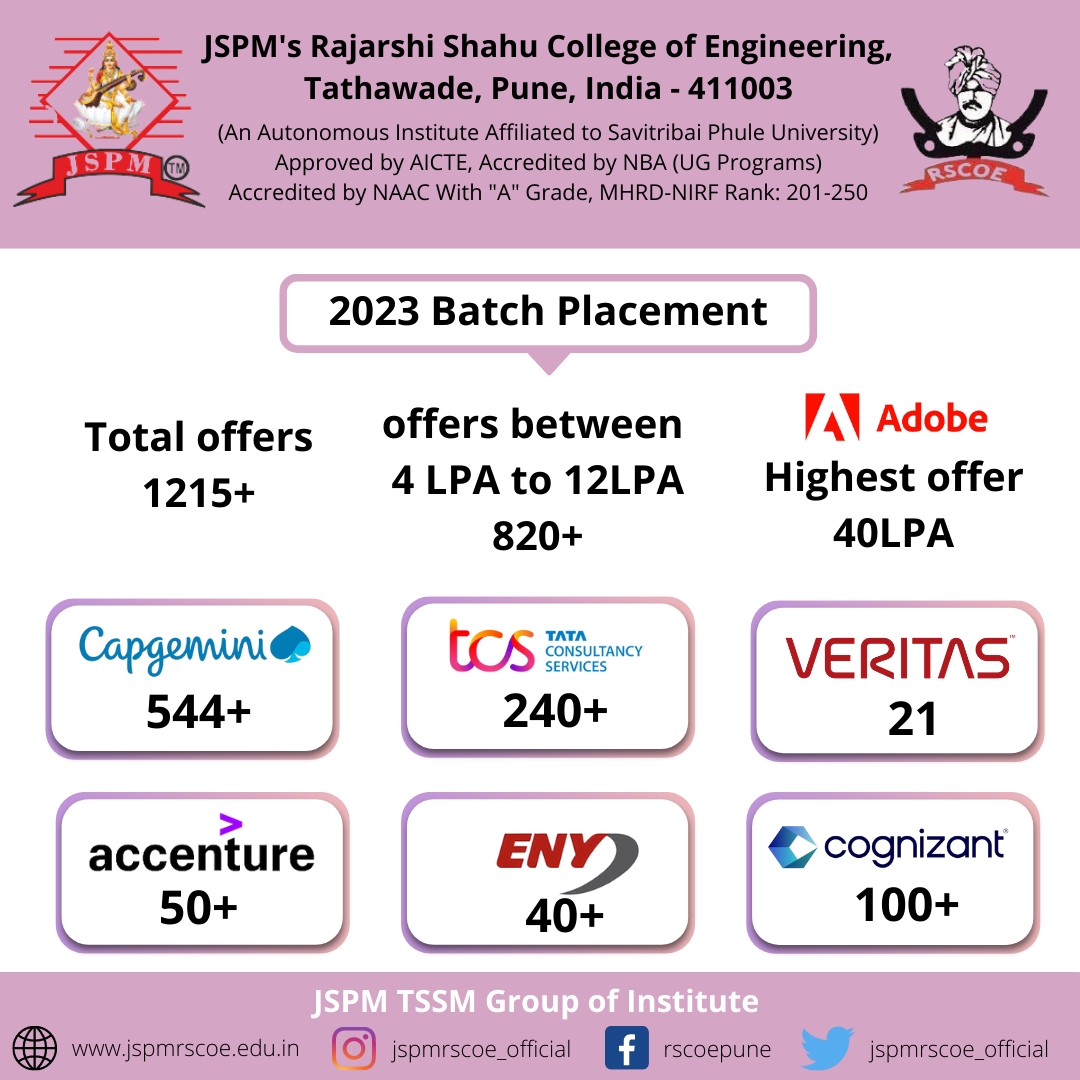 JSPM's Rajarshi Shahu College of Engineering,
Tathawade, Pune, India - 411003
(An Autonomous Institute Affiliated to Savitribai Phule University)
Approved by AICTE, Accredited by NBA (UG Programs)
Accredited by NAAC With "A" Grade, MHRD-NIRF Rank: 201-250
JSPM TM
RSCOE
2023 Batch Placement
Total offers
1215+
offers between
4 LPA to 12LPA
820+
Adobe
Highest offer
40LPA
Capgemini
544+
tcs TATA
CONSULTANCY
SERVICES
240+
VERITAS™
21
accenture
50+
ENY
40+
cognizant®
100+
JSPM TSSM Group of Institute
www.jspmrscoe.edu.in jspmrscoe_official rscoepune jspmrscoe_official